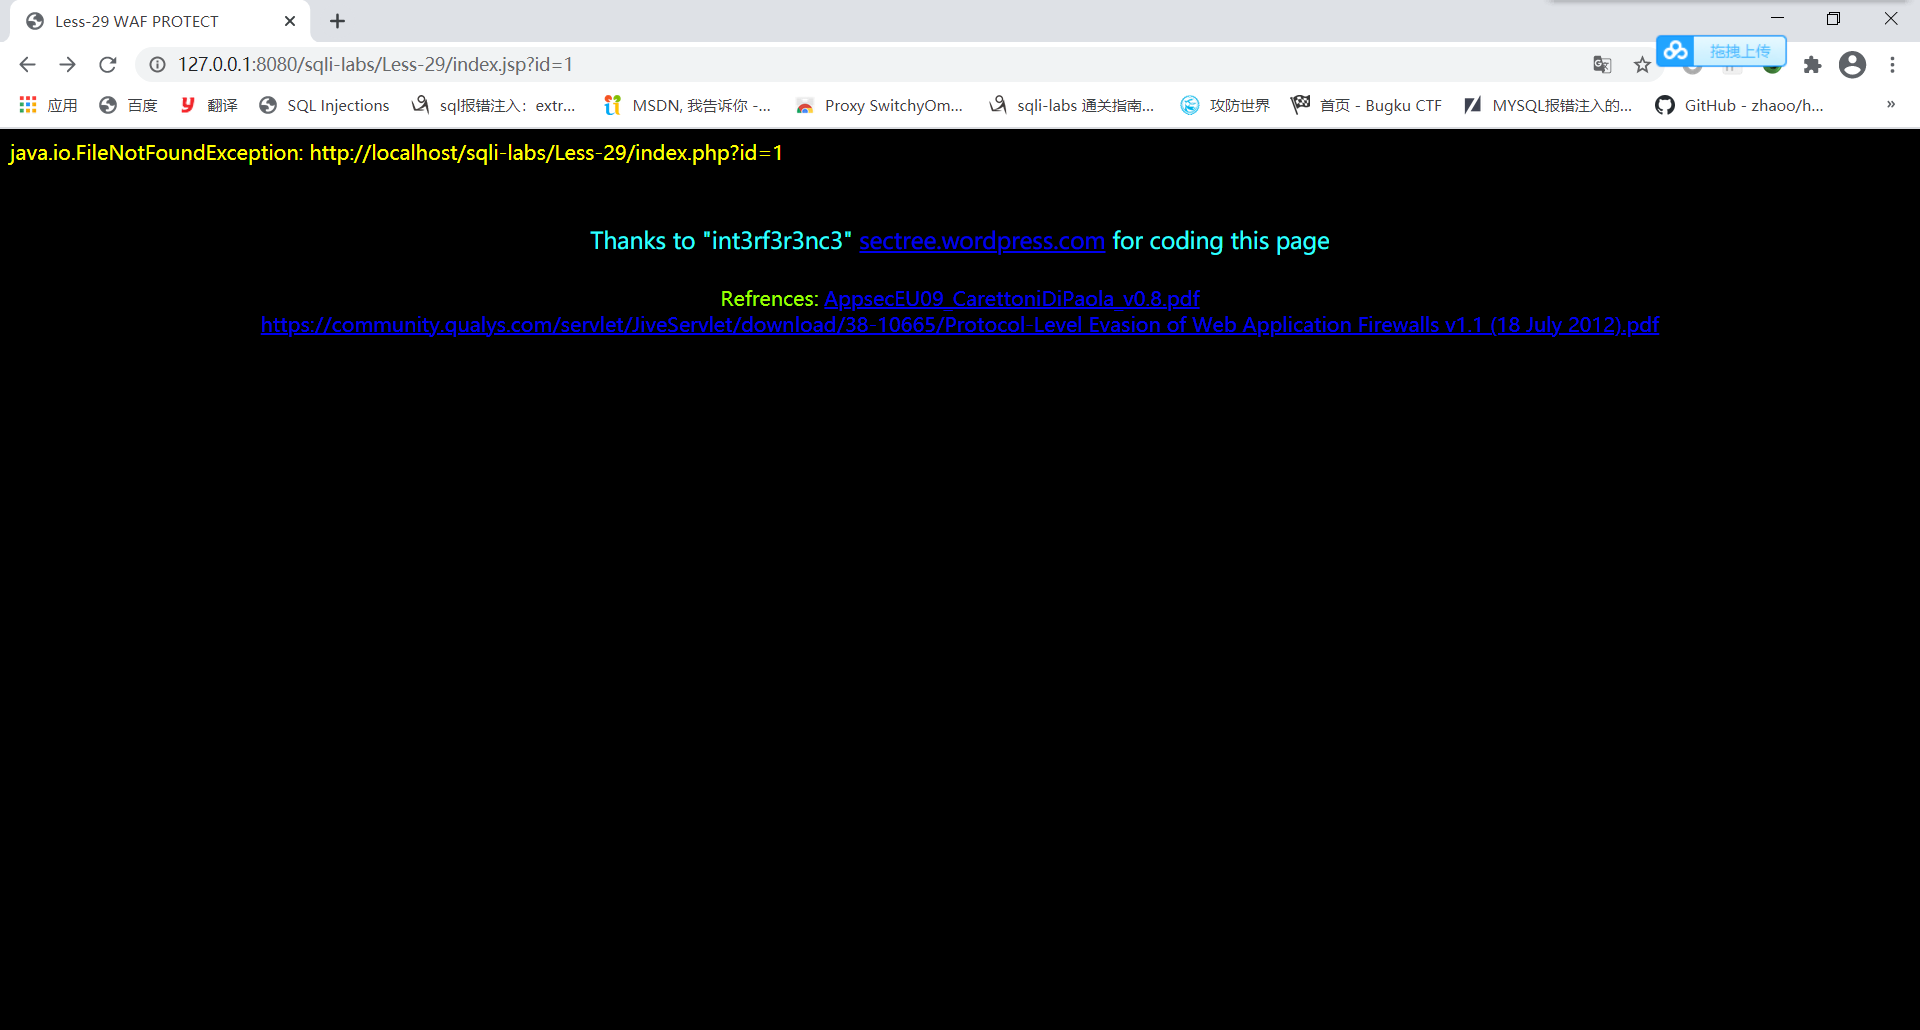 Less-29 WAF PROTECT
127.0.0.1:8080/sqli-labs/Less-29/index.jsp?id=1
拖拽上传
应用 百度 翻译 SQL Injections sql报错注入：extr... MSDN, 我告诉你 -... Proxy SwitchyOm... sqli-labs 通关指南... 攻防世界 首页 - Bugku CTF MYSQL报错注入的... GitHub - zhaoo/h... »
java.io.FileNotFoundException: http://localhost/sqli-labs/Less-29/index.php?id=1
Thanks to "int3rf3r3nc3" sectree.wordpress.com for coding this page
Refrences: AppsecEU09_CarettoniDiPaola_v0.8.pdf
https://community.qualys.com/servlet/JiveServlet/download/38-10665/Protocol-Level Evasion of Web Application Firewalls v1.1 (18 July 2012).pdf